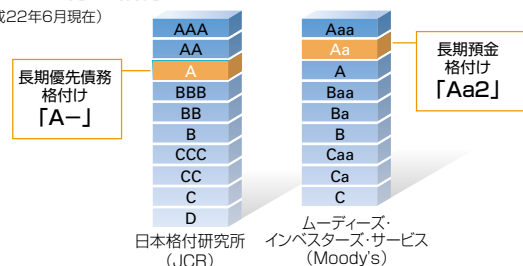 成22年6月現在）
長期優先債務
格付け
「A−」
AAA
AA
A
BBB
BB
B
CCC
CC
C
D
日本格付研究所
（JCR）
Aaa
Aa
A
Baa
Ba
B
Caa
Ca
C
ムーディーズ・
インベスターズ・サービス
（Moody's）
長期預金
格付け
「Aa2」